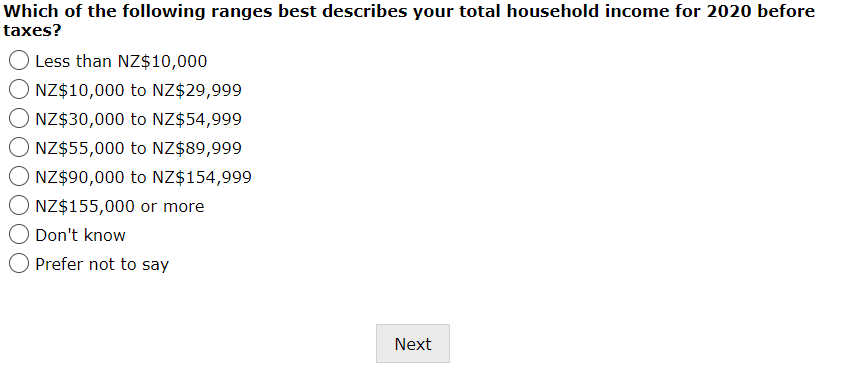 Which of the following ranges best describes your total household income for 2020 before
taxes?
Less than NZ$10,000
NZ$10,000 to NZ$29,999
NZ$30,000 to NZ$54,999
NZ$55,000 to NZ$89,999
NZ$90,000 to NZ$154,999
NZ$155,000 or more
Don't know
Prefer not to say
Next